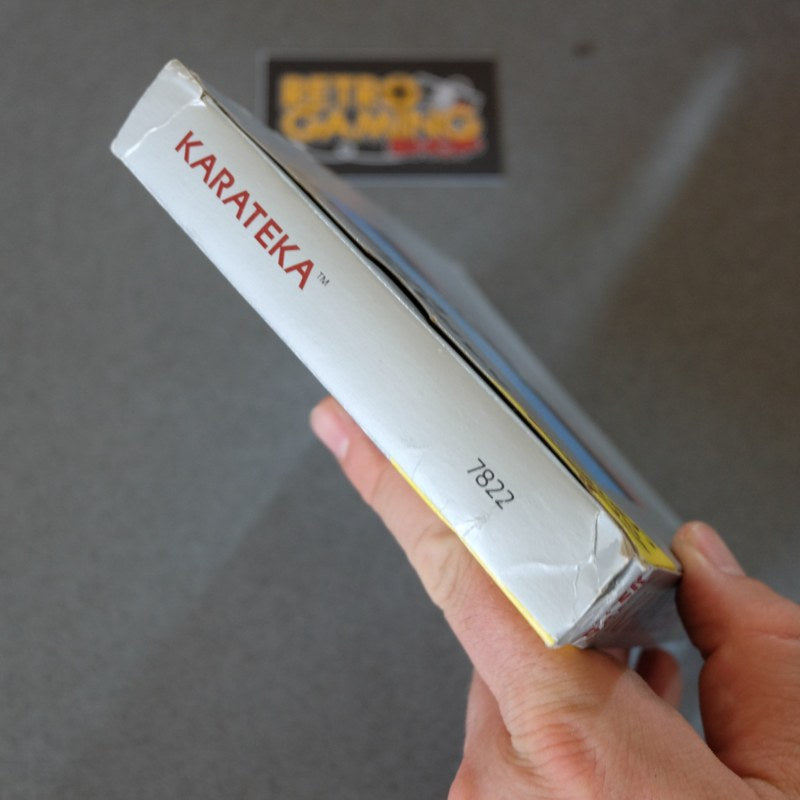 RETRO
GAMING
KARATEKA™
7822